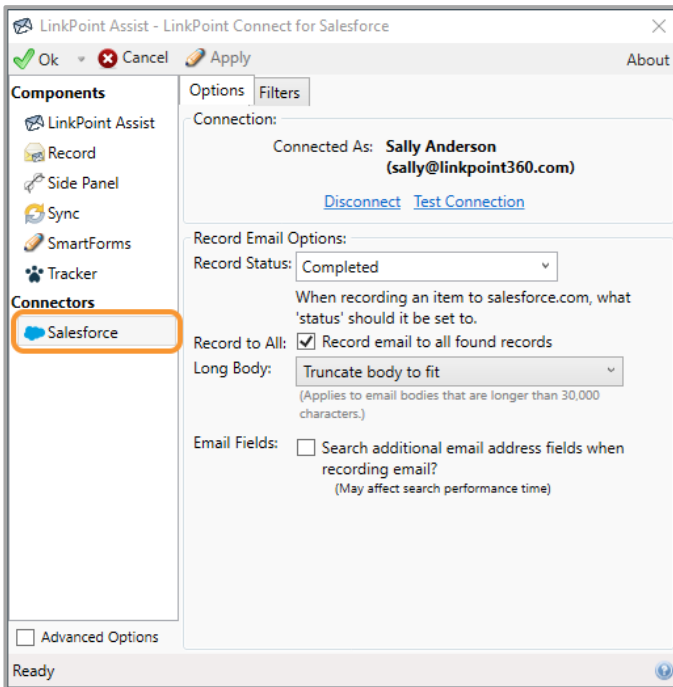 LinkPoint Assist - LinkPoint Connect for Salesforce
Ok Cancel Apply About
Components
LinkPoint Assist
Record
Side Panel
Sync
SmartForms
Tracker
Connectors
Salesforce
Advanced Options
Options Filters
Connection:
Connected As: Sally Anderson
(sally@linkpoint360.com)
Disconnect Test Connection
Record Email Options:
Record Status: Completed
When recording an item to salesforce.com, what
'status' should it be set to.
Record to All: Record email to all found records
Long Body: Truncate body to fit
(Applies to email bodies that are longer than 30,000
characters.)
Email Fields: Search additional email address fields when
recording email?
(May affect search performance time)
Ready